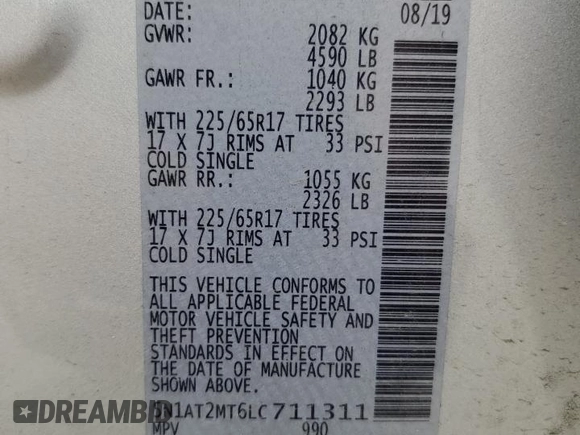 DATE: 08/19
GVWR: 2082 KG
4590 LB
GAWR FR.: 1040 KG
2293 LB
WITH 225/65R17 TIRES
17 X 7J RIMS AT 33 PSI
COLD SINGLE
GAWR RR.: 1055 KG
2326 LB
WITH 225/65R17 TIRES
17 X 7J RIMS AT 33 PSI
COLD SINGLE
THIS VEHICLE CONFORMS TO
ALL APPLICABLE FEDERAL
MOTOR VEHICLE SAFETY AND
THEFT PREVENTION
STANDARDS IN EFFECT ON
THE DATE OF MANUFACTURE
SHOWN ABOVE.
5N1AT2MT6LC711311
MPV 990
DEALERHISTORY.COM